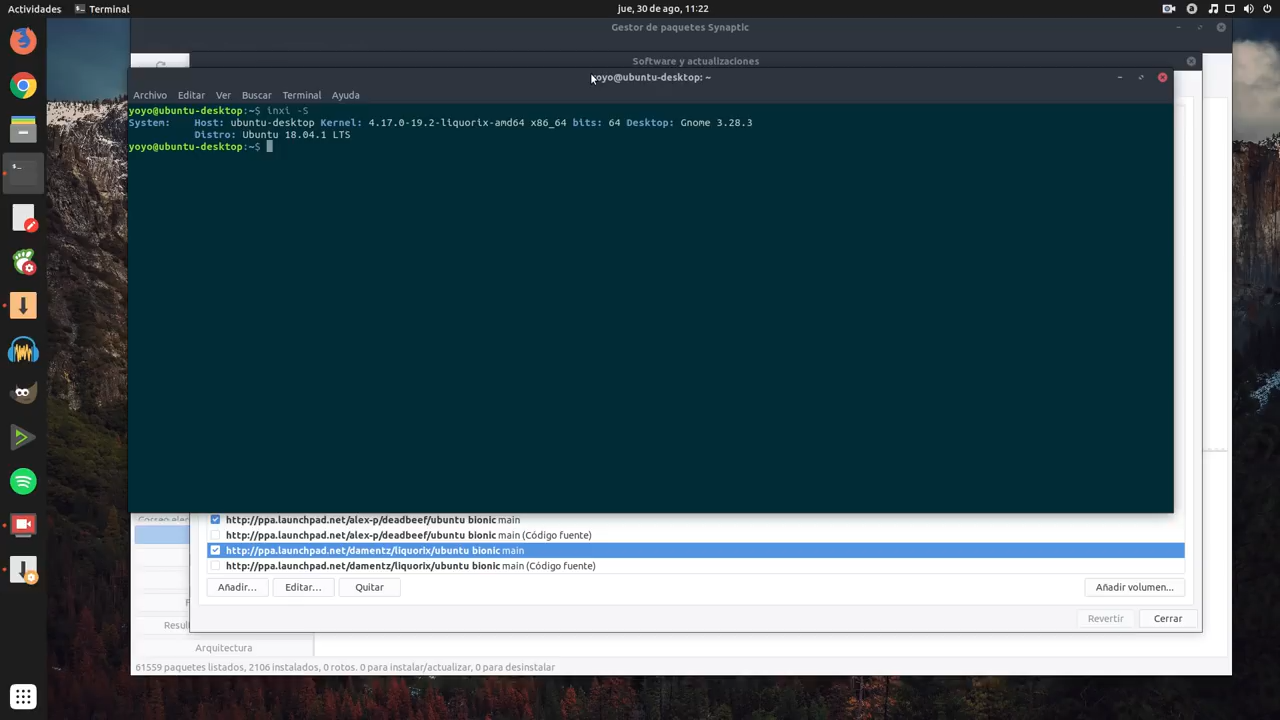 Actividades
Terminal
jue, 30 de ago, 11:22
Gestor de paquetes Synaptic
Software y actualizaciones
yoyo@ubuntu-desktop: ~
Archivo Editar Ver Buscar Terminal Ayuda
yoyo@ubuntu-desktop:~$ inxi -S
System: Host: ubuntu-desktop Kernel: 4.17.0-19.2-liquorix-amd64 x86_64 bits: 64 Desktop: Gnome 3.28.3
Distro: Ubuntu 18.04.1 LTS
yoyo@ubuntu-desktop:~$
http://ppa.launchpad.net/alex-p/deadbeef/ubuntu bionic main
http://ppa.launchpad.net/alex-p/deadbeef/ubuntu bionic main (Código fuente)
http://ppa.launchpad.net/damentz/liquorix/ubuntu bionic main
http://ppa.launchpad.net/damentz/liquorix/ubuntu bionic main (Código fuente)
Añadir... Editar... Quitar Añadir volumen...
Revertir Cerrar
Arquitectura
61559 paquetes listados, 2106 instalados, 0 rotos. 0 para instalar/actualizar, 0 para desinstalar